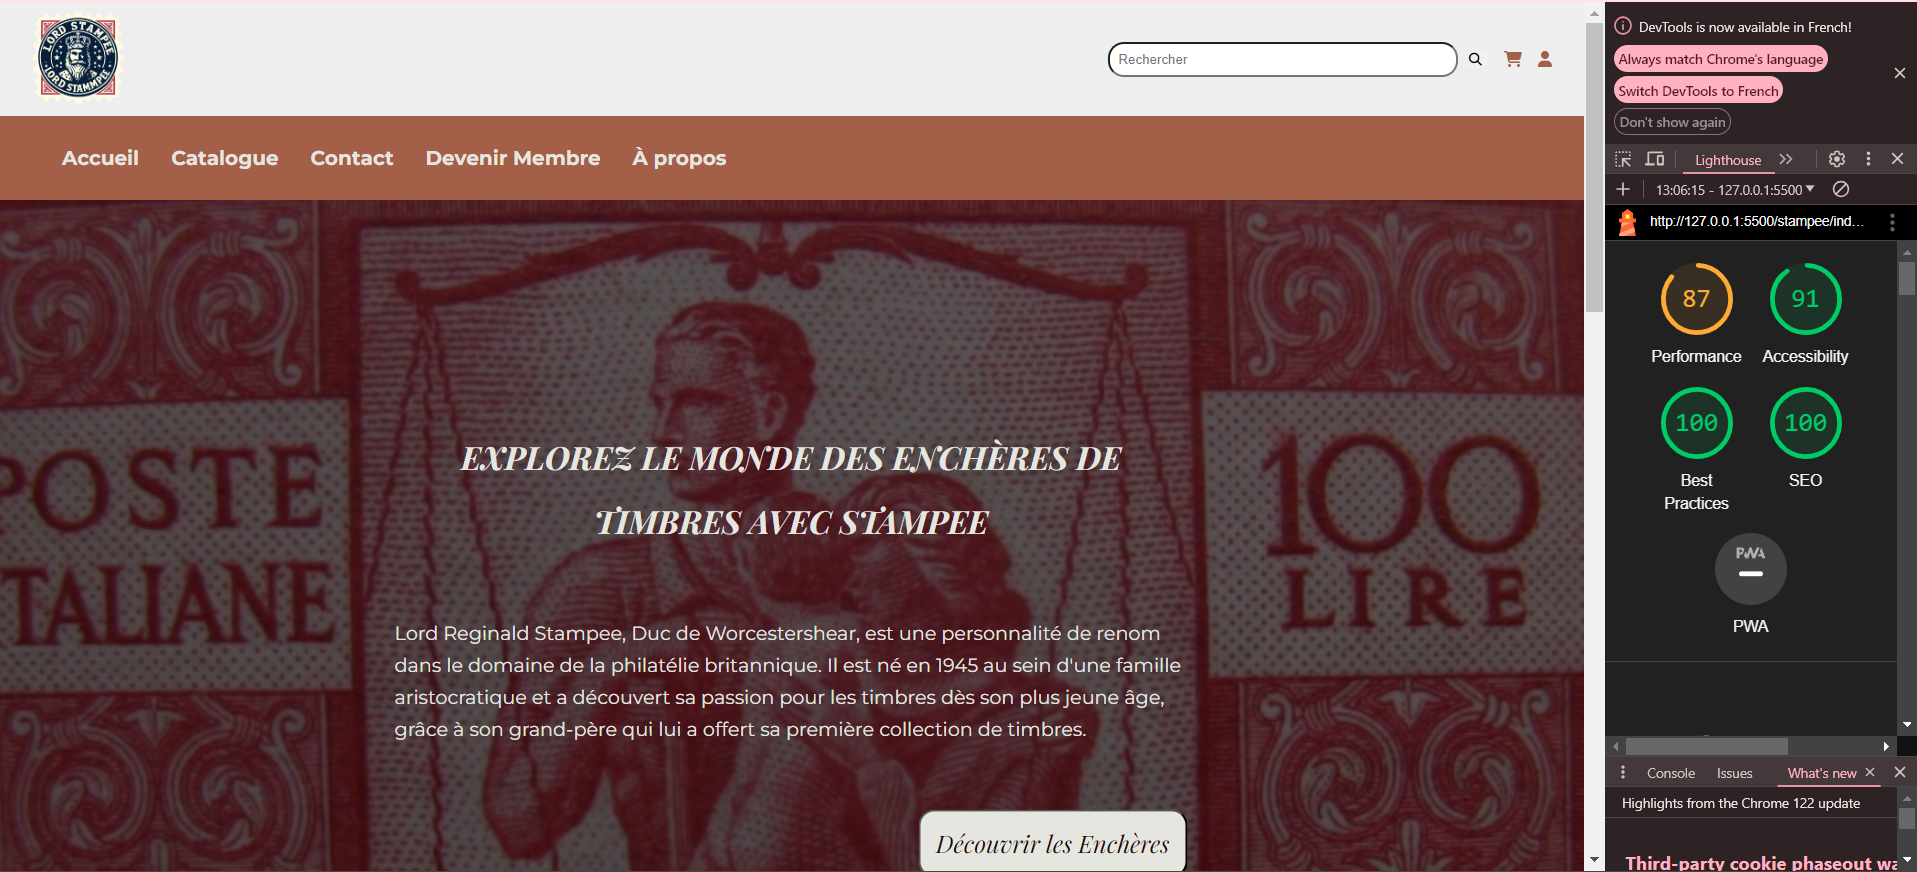 LORD STAMPEE
LORD STAMMPEE
Rechercher
Accueil
Catalogue
Contact
Devenir Membre
À propos
POSTE
ITALIANE
100
LIRE
EXPLOREZ LE MONDE DES ENCHÈRES DE
TIMBRES AVEC STAMPEE
Lord Reginald Stampee, Duc de Worcestershear, est une personnalité de renom
dans le domaine de la philatélie britannique. Il est né en 1945 au sein d'une famille
aristocratique et a découvert sa passion pour les timbres dès son plus jeune âge,
grâce à son grand-père qui lui a offert sa première collection de timbres.
Découvrir les Enchères
DevTools is now available in French!
Always match Chrome's language
Switch DevTools to French
Don't show again
Lighthouse
13:06:15 - 127.0.0.1:5500
http://127.0.0.1:5500/stampee/ind...
87
Performance
91
Accessibility
100
Best
Practices
100
SEO
PWA
PWA
Console
Issues
What's new
Highlights from the Chrome 122 update
Third-party cookie phaseout wa